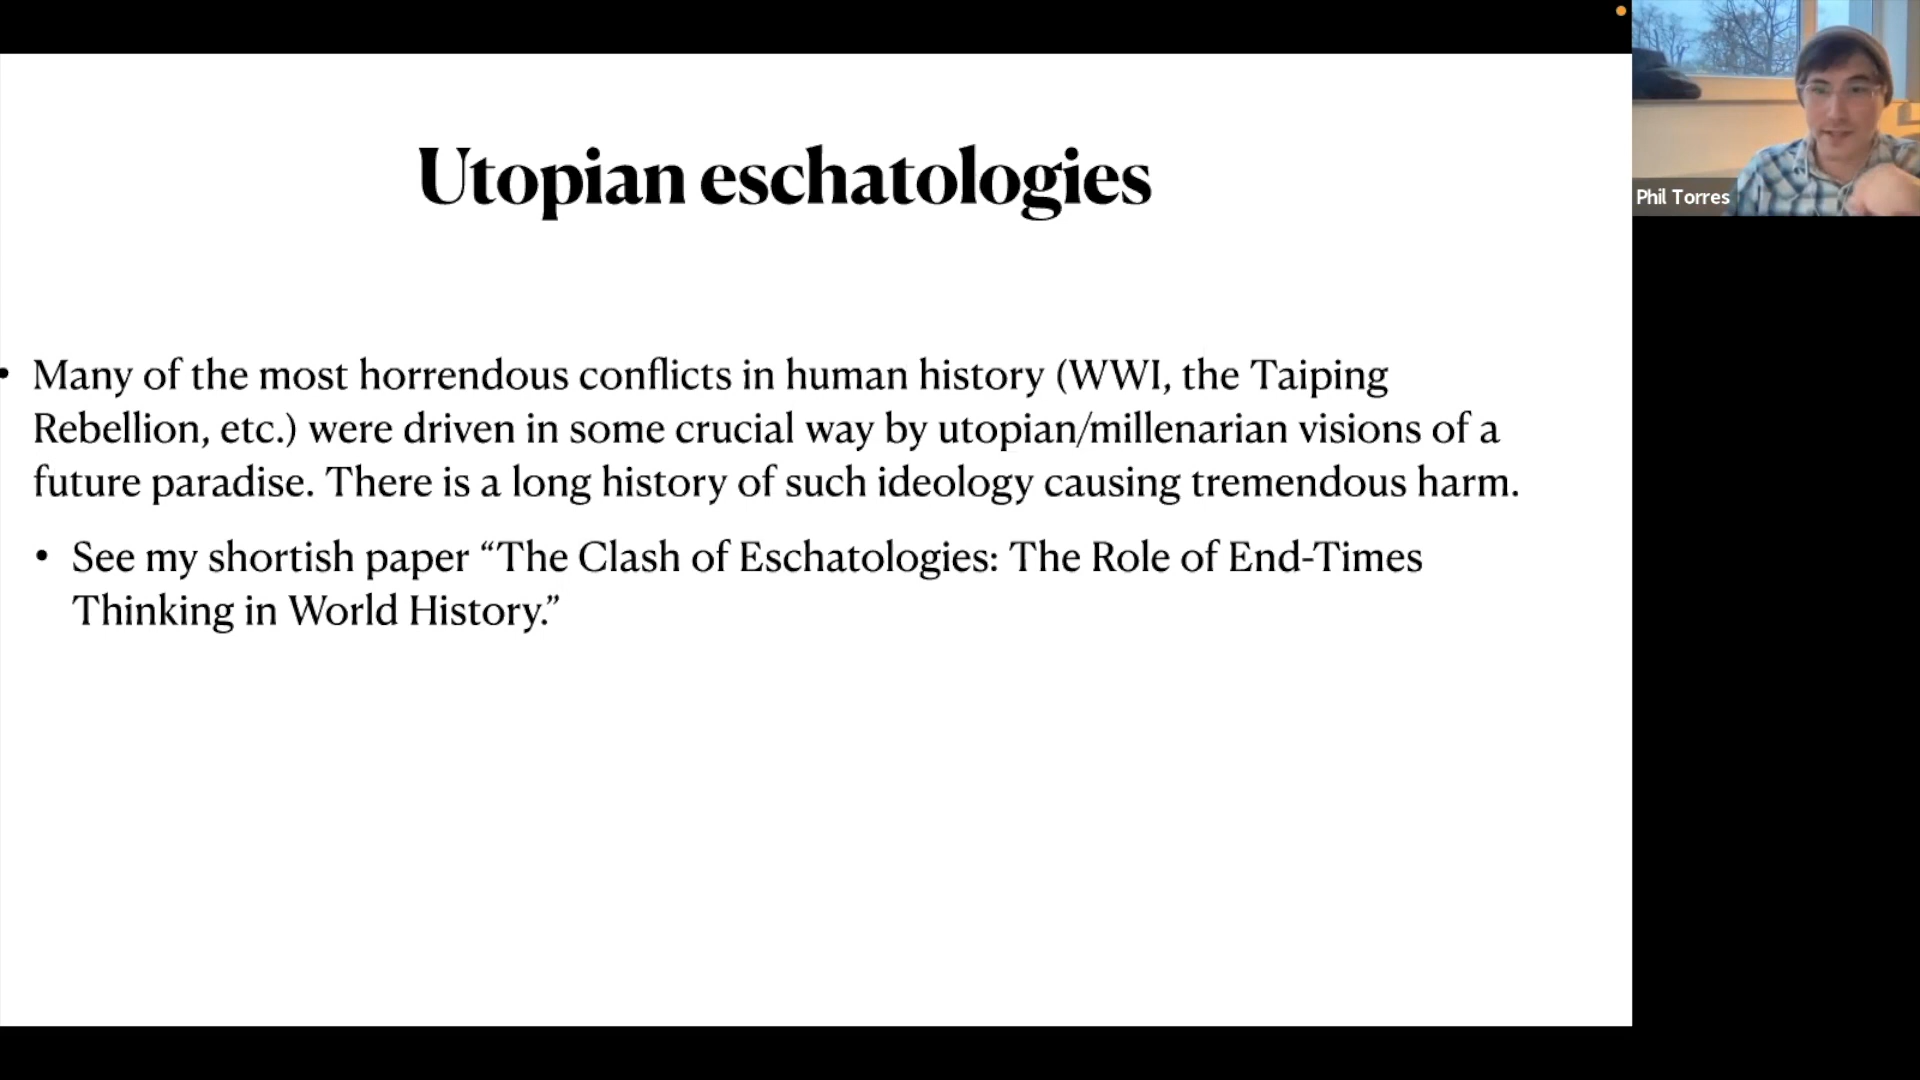 Utopian eschatologies
• Many of the most horrendous conflicts in human history (WWI, the Taiping
Rebellion, etc.) were driven in some crucial way by utopian/millenarian visions of a
future paradise. There is a long history of such ideology causing tremendous harm.
• See my shortish paper “The Clash of Eschatologies: The Role of End-Times
Thinking in World History.”
Phil Torres